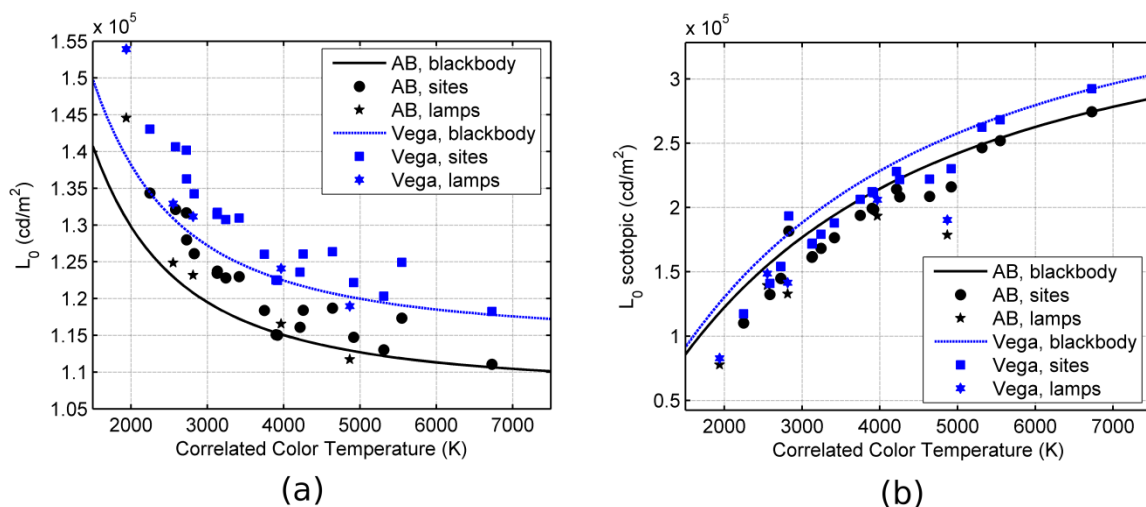 x 10⁵
1.55
1.5
1.45
1.4
1.35
1.3
1.25
1.2
1.15
1.1
1.05
L₀ (cd/m²)
2000 3000 4000 5000 6000 7000
Correlated Color Temperature (K)
AB, blackbody
AB, sites
AB, lamps
Vega, blackbody
Vega, sites
Vega, lamps
(a)
x 10⁵
3
2.5
2
1.5
1
0.5
L₀ scotopic (cd/m²)
2000 3000 4000 5000 6000 7000
Correlated Color Temperature (K)
AB, blackbody
AB, sites
AB, lamps
Vega, blackbody
Vega, sites
Vega, lamps
(b)